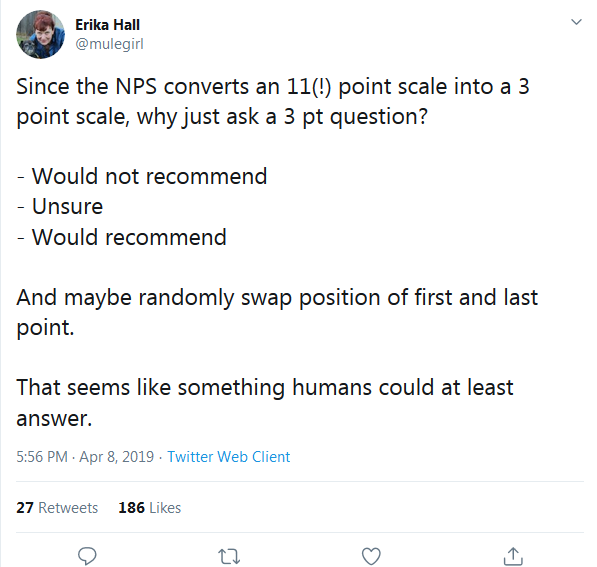 Erika Hall
@mulegirl
Since the NPS converts an 11(!) point scale into a 3
point scale, why just ask a 3 pt question?
- Would not recommend
- Unsure
- Would recommend
And maybe randomly swap position of first and last
point.
That seems like something humans could at least
answer.
5:56 PM · Apr 8, 2019 · Twitter Web Client
27 Retweets 186 Likes